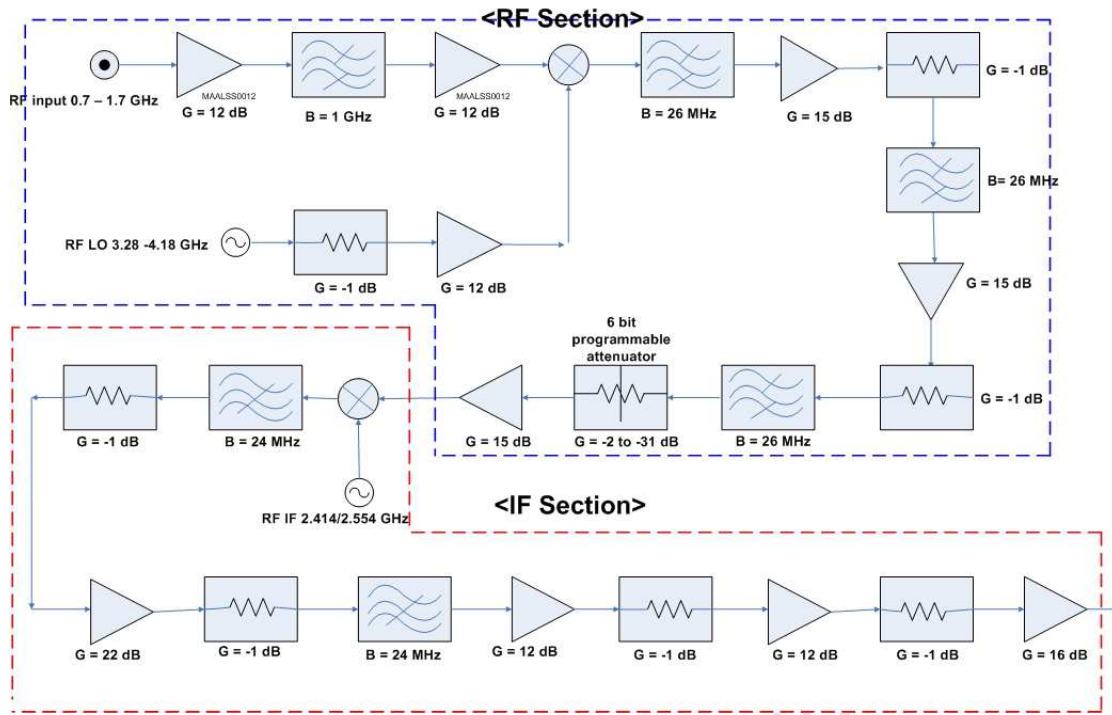 <RF Section>
RF input 0.7 – 1.7 GHz
MAALSS0012
G = 12 dB
B = 1 GHz
MAALSS0012
G = 12 dB
B = 26 MHz
G = 15 dB
G = -1 dB
B= 26 MHz
RF LO 3.28 -4.18 GHz
G = -1 dB
G = 12 dB
G = 15 dB
6 bit
programmable
attenuator
G = -1 dB
G = -1 dB
B = 24 MHz
G = 15 dB
G = -2 to -31 dB
B = 26 MHz
RF IF 2.414/2.554 GHz
<IF Section>
G = 22 dB
G = -1 dB
B = 24 MHz
G = 12 dB
G = -1 dB
G = 12 dB
G = -1 dB
G = 16 dB